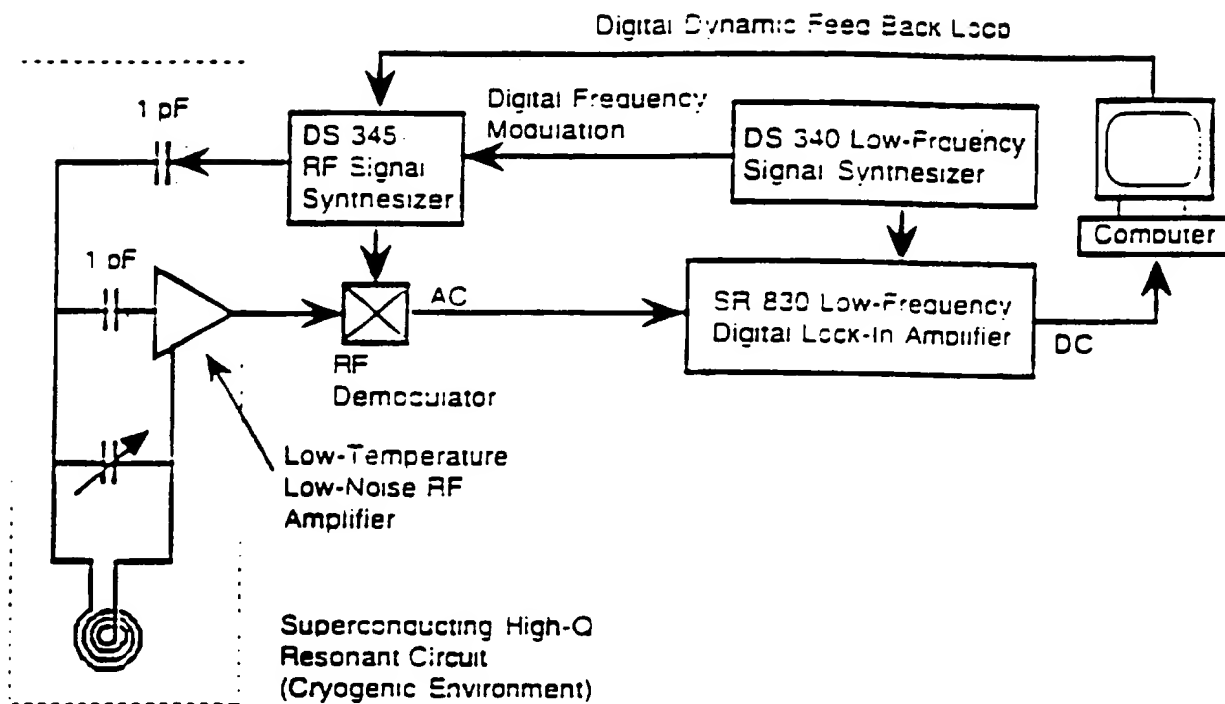 Digital Dynamic Feed Back Loop
1 pF
DS 345
RF Signal
Synthesizer
Digital Frequency
Modulation
DS 340 Low-Frquency
Signal Synthesizer
Computer
1 pF
AC
SR 830 Low-Frequency
Digital Lock-In Amplifier
DC
RF
Demodulator
Low-Temperature
Low-Noise RF
Amplifier
Superconducting High-Q
Resonant Circuit
(Cryogenic Environment)